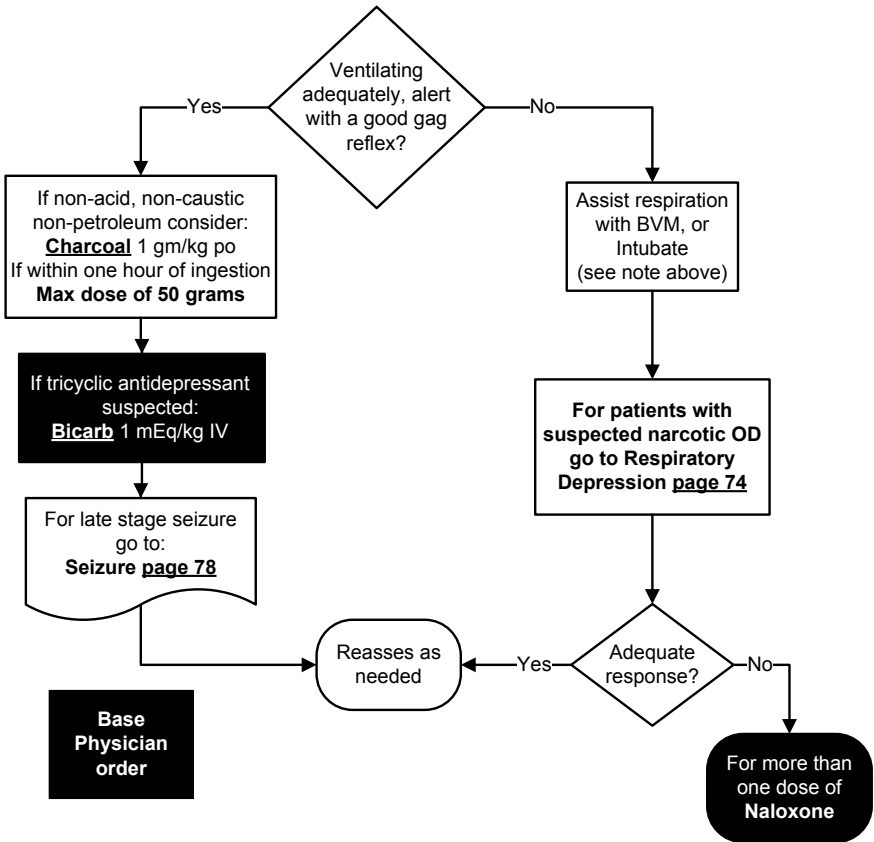 Ventilating
adequately, alert
with a good gag
reflex?
Yes
No
If non-acid, non-caustic
non-petroleum consider:
Charcoal 1 gm/kg po
If within one hour of ingestion
Max dose of 50 grams
Assist respiration
with BVM, or
Intubate
(see note above)
If tricyclic antidepressant
suspected:
Bicarb 1 mEq/kg IV
For patients with
suspected narcotic OD
go to Respiratory
Depression page 74
For late stage seizure
go to:
Seizure page 78
Reasses as
needed
Yes
Adequate
response?
No
Base
Physician
order
For more than
one dose of
Naloxone